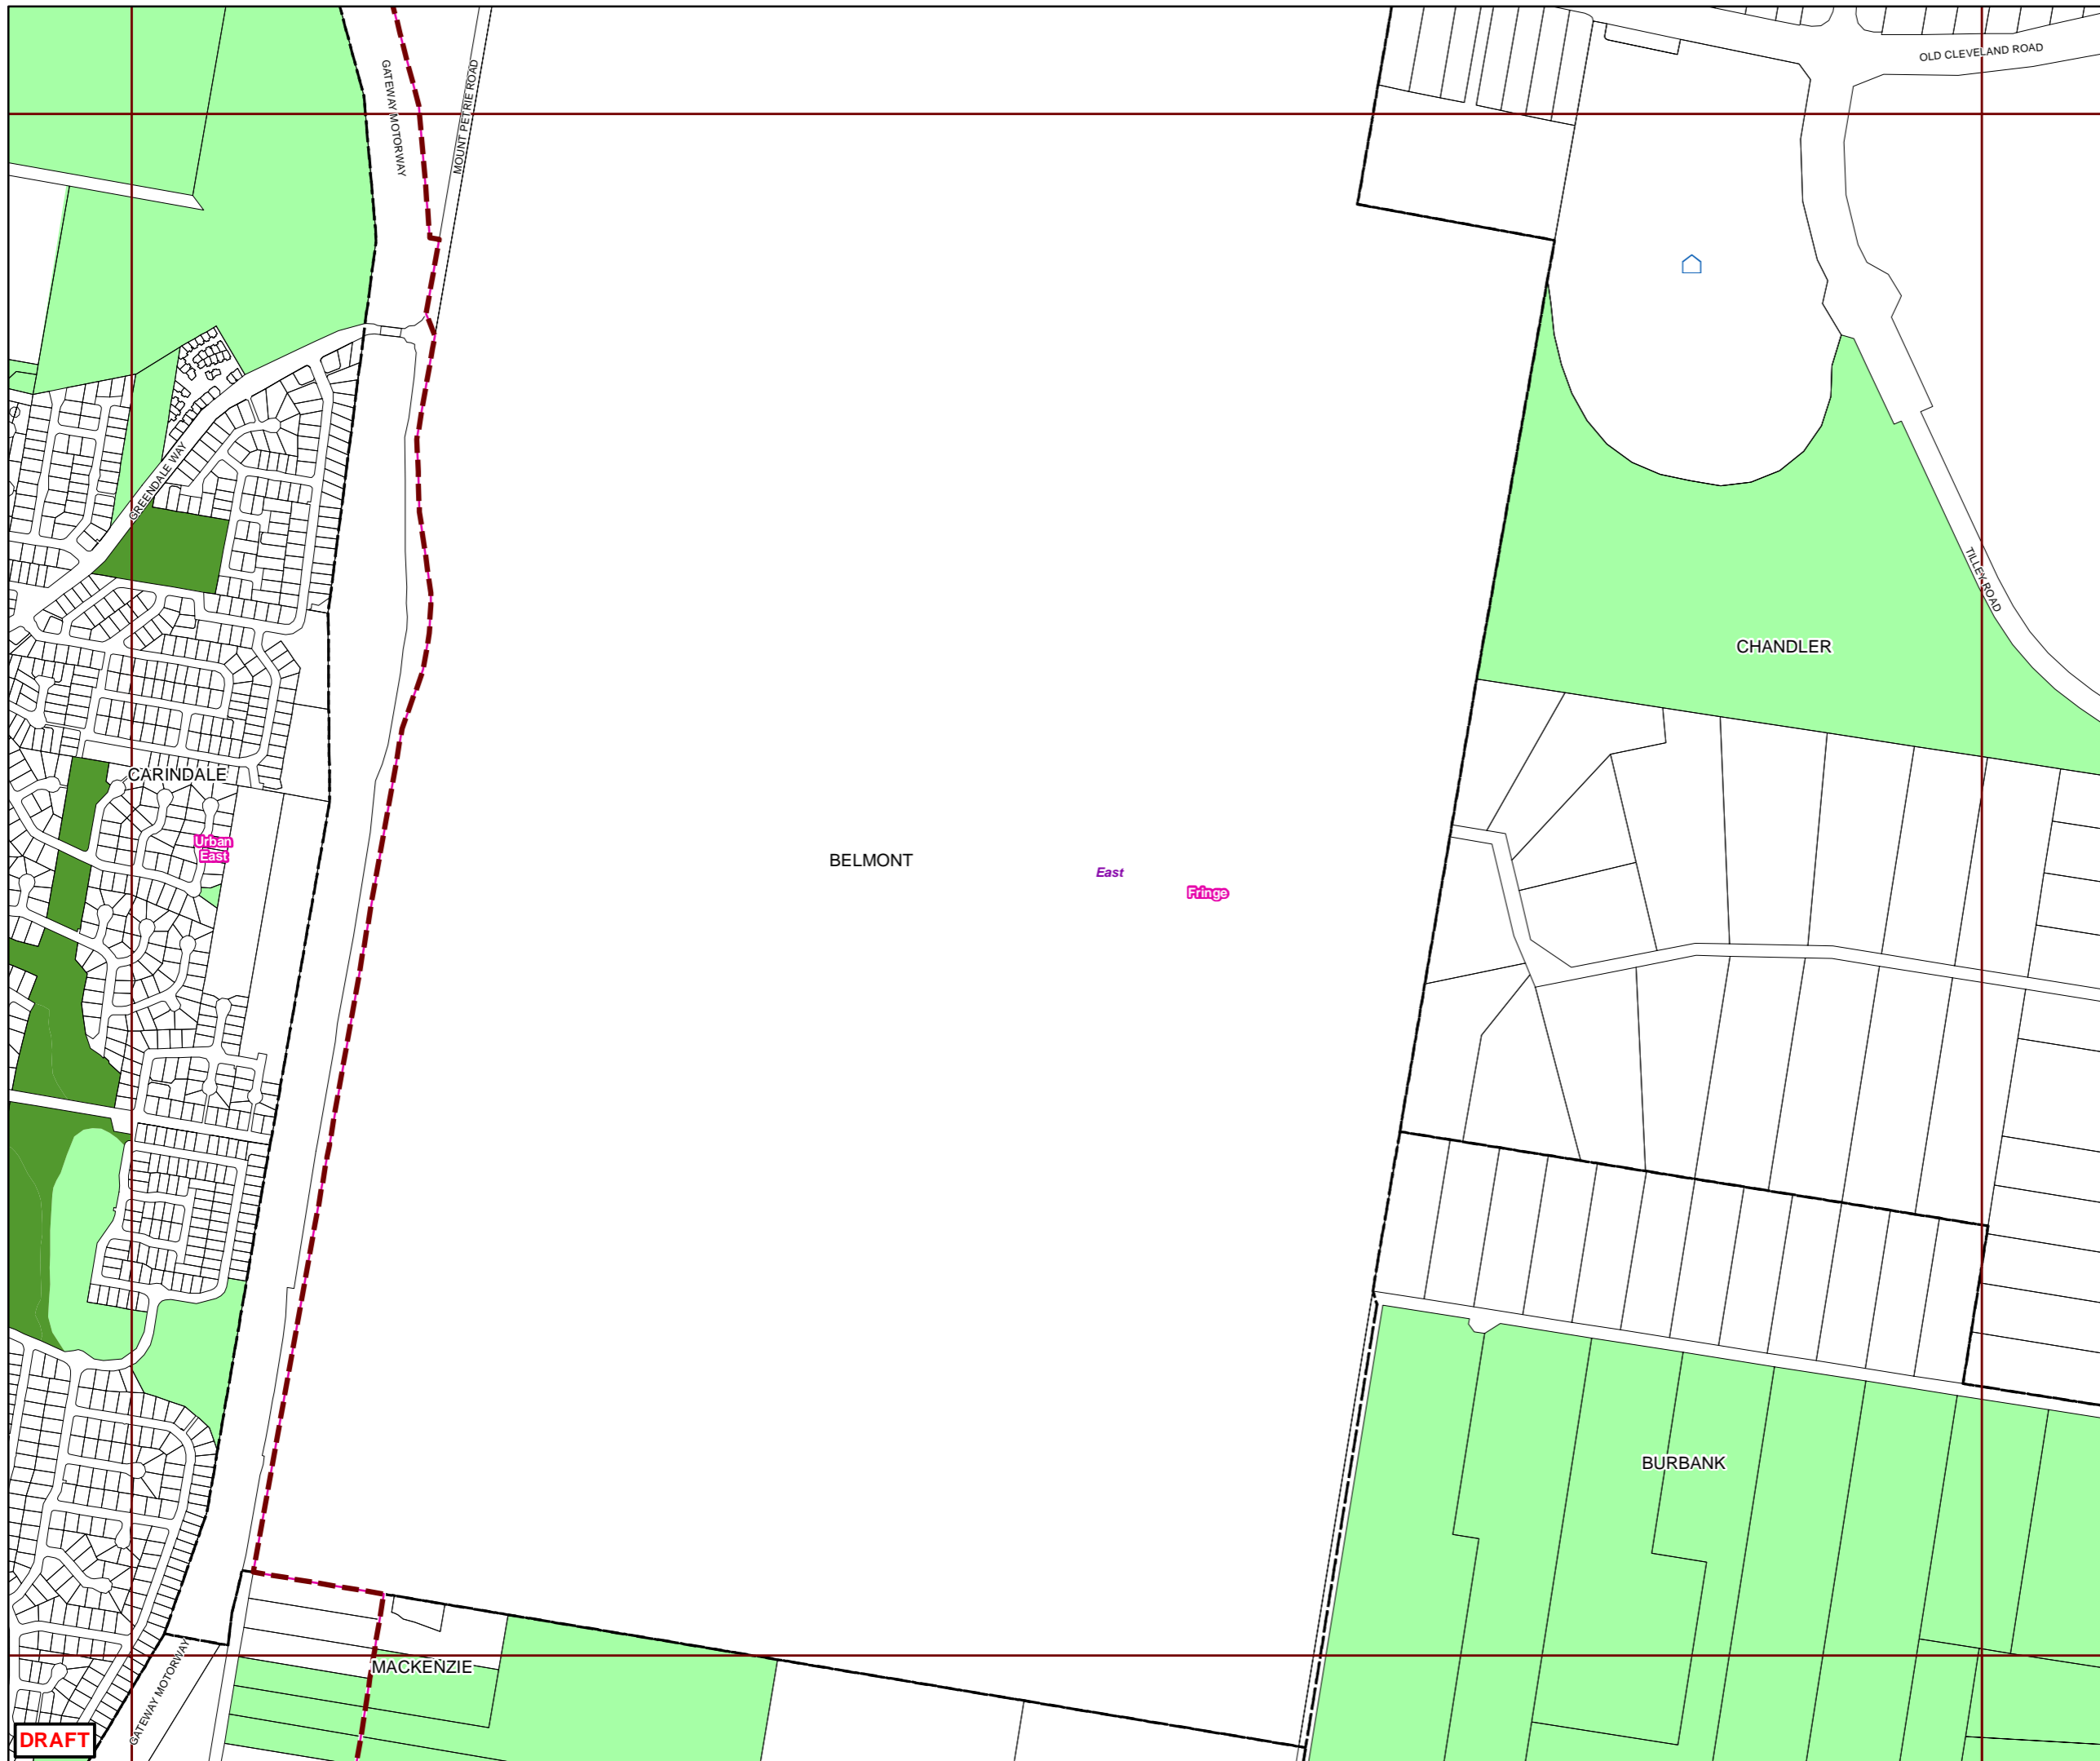 OLD CLEVELAND ROAD
GATEWAY MOTORWAY
MOUNT PETRIE ROAD
GREENDALE WAY
TILLEY ROAD
CHANDLER
CARINDALE
Urban
East
BELMONT
East
Fringe
BURBANK
MACKENZIE
GATEWAY MOTORWAY
DRAFT